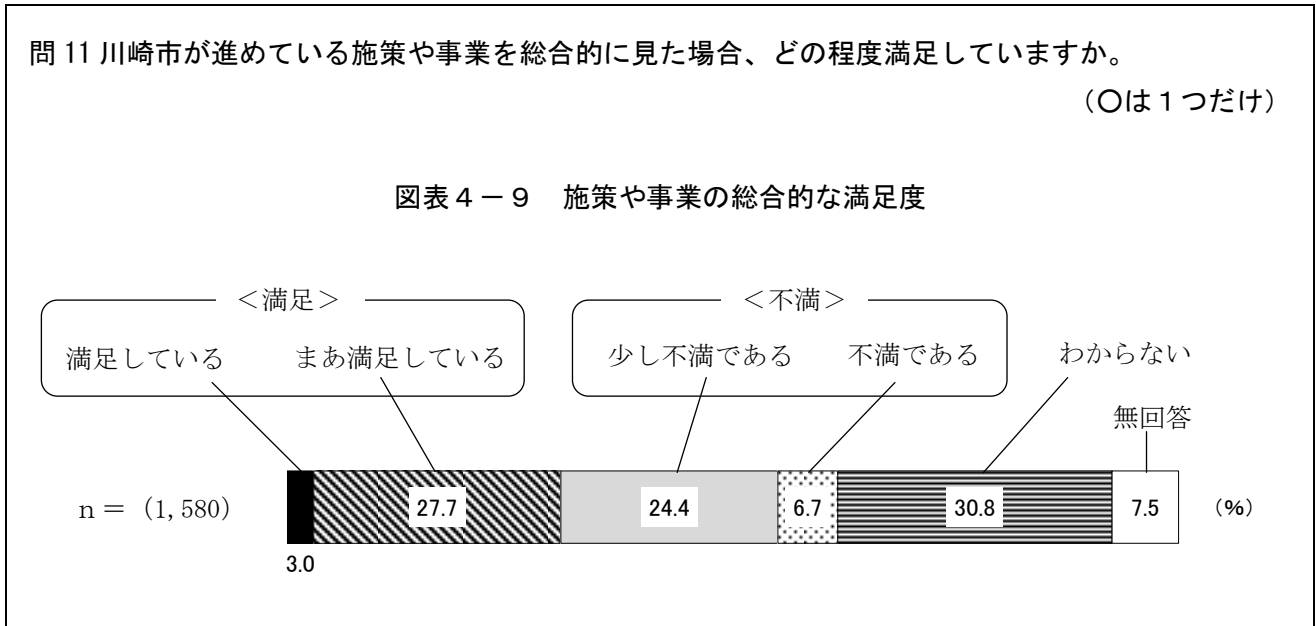 問 11 川崎市が進めている施策や事業を総合的に見た場合、どの程度満足していますか。
（○は１つだけ）
図表４－９　施策や事業の総合的な満足度
＜満足＞　＜不満＞
満足している　まあ満足している　少し不満である　不満である　わからない
無回答
n＝（1,580）　27.7　24.4　6.7　30.8　7.5　（%）
3.0